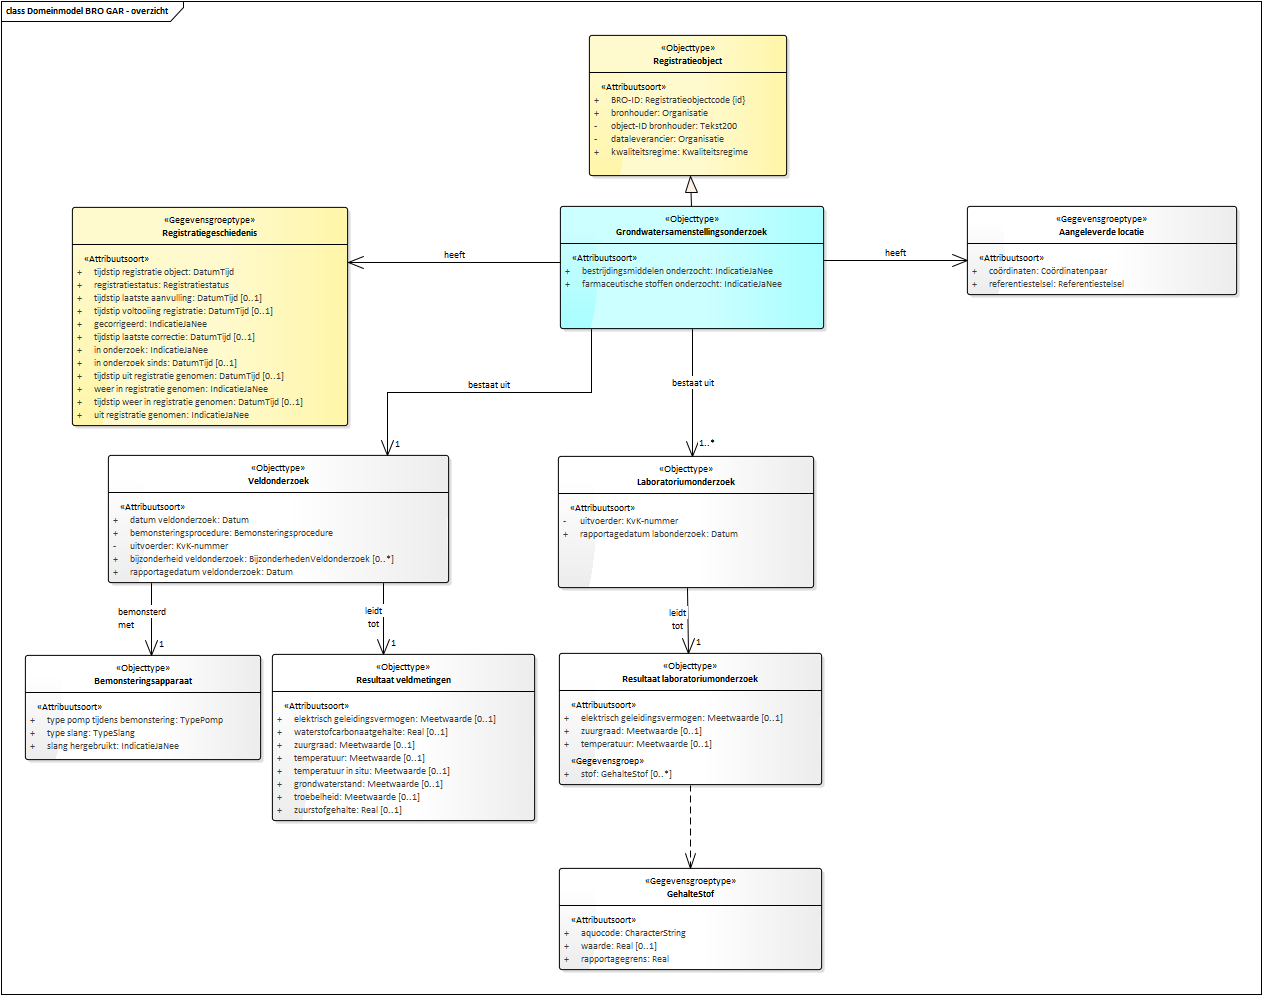 class Domeinmodel BRO GAR - overzicht
«Objecttype»
Registratieobject
«Attribuutsoort»
+ BRO-ID: Registratieobjectcode {id}
+ bronhouder: Organisatie
- object-ID bronhouder: Tekst200
- dataleverancier: Organisatie
+ kwaliteitsregime: Kwaliteitsregime
«Gegevensgroeptype»
Registratiegeschiedenis
«Attribuutsoort»
+ tijdstip registratie object: DatumTijd
+ registratiestatus: Registratiestatus
+ tijdstip laatste aanvulling: DatumTijd [0..1]
+ tijdstip voltooiing registratie: DatumTijd [0..1]
+ gecorrigeerd: IndicatieJaNee
+ tijdstip laatste correctie: DatumTijd [0..1]
+ in onderzoek: IndicatieJaNee
+ in onderzoek sinds: DatumTijd [0..1]
+ tijdstip uit registratie genomen: DatumTijd [0..1]
+ weer in registratie genomen: IndicatieJaNee
+ tijdstip weer in registratie genomen: DatumTijd [0..1]
+ uit registratie genomen: IndicatieJaNee
heeft
«Objecttype»
Grondwatersamenstellingsonderzoek
«Attribuutsoort»
+ bestrijdingsmiddelen onderzocht: IndicatieJaNee
+ farmaceutische stoffen onderzocht: IndicatieJaNee
heeft
«Gegevensgroeptype»
Aangeleverde locatie
«Attribuutsoort»
+ coördinaten: Coördinatenpaar
+ referentiestelsel: Referentiestelsel
bestaat uit
1
bestaat uit
1..*
«Objecttype»
Veldonderzoek
«Attribuutsoort»
+ datum veldonderzoek: Datum
+ bemonsteringsprocedure: Bemonsteringsprocedure
- uitvoerder: KvK-nummer
+ bijzonderheid veldonderzoek: BijzonderhedenVeldonderzoek [0..*]
+ rapportagedatum veldonderzoek: Datum
«Objecttype»
Laboratoriumonderzoek
«Attribuutsoort»
- uitvoerder: KvK-nummer
+ rapportagedatum labonderzoek: Datum
bemonsterd
met
1
leidt
tot
1
leidt
tot
1
«Objecttype»
Bemonsteringsapparaat
«Attribuutsoort»
+ type pomp tijdens bemonstering: TypePomp
+ type slang: TypeSlang
+ slang hergebruikt: IndicatieJaNee
«Objecttype»
Resultaat veldmetingen
«Attribuutsoort»
+ elektrisch geleidingsvermogen: Meetwaarde [0..1]
+ waterstofcarbonaatgehalte: Real [0..1]
+ zuurgraad: Meetwaarde [0..1]
+ temperatuur: Meetwaarde [0..1]
+ temperatuur in situ: Meetwaarde [0..1]
+ grondwaterstand: Meetwaarde [0..1]
+ troebelheid: Meetwaarde [0..1]
+ zuurstofgehalte: Real [0..1]
«Objecttype»
Resultaat laboratoriumonderzoek
«Attribuutsoort»
+ elektrisch geleidingsvermogen: Meetwaarde [0..1]
+ zuurgraad: Meetwaarde [0..1]
+ temperatuur: Meetwaarde [0..1]
«Gegevensgroep»
+ stof: GehalteStof [0..*]
«Gegevensgroeptype»
GehalteStof
«Attribuutsoort»
+ aquocode: CharacterString
+ waarde: Real [0..1]
+ rapportagegrens: Real